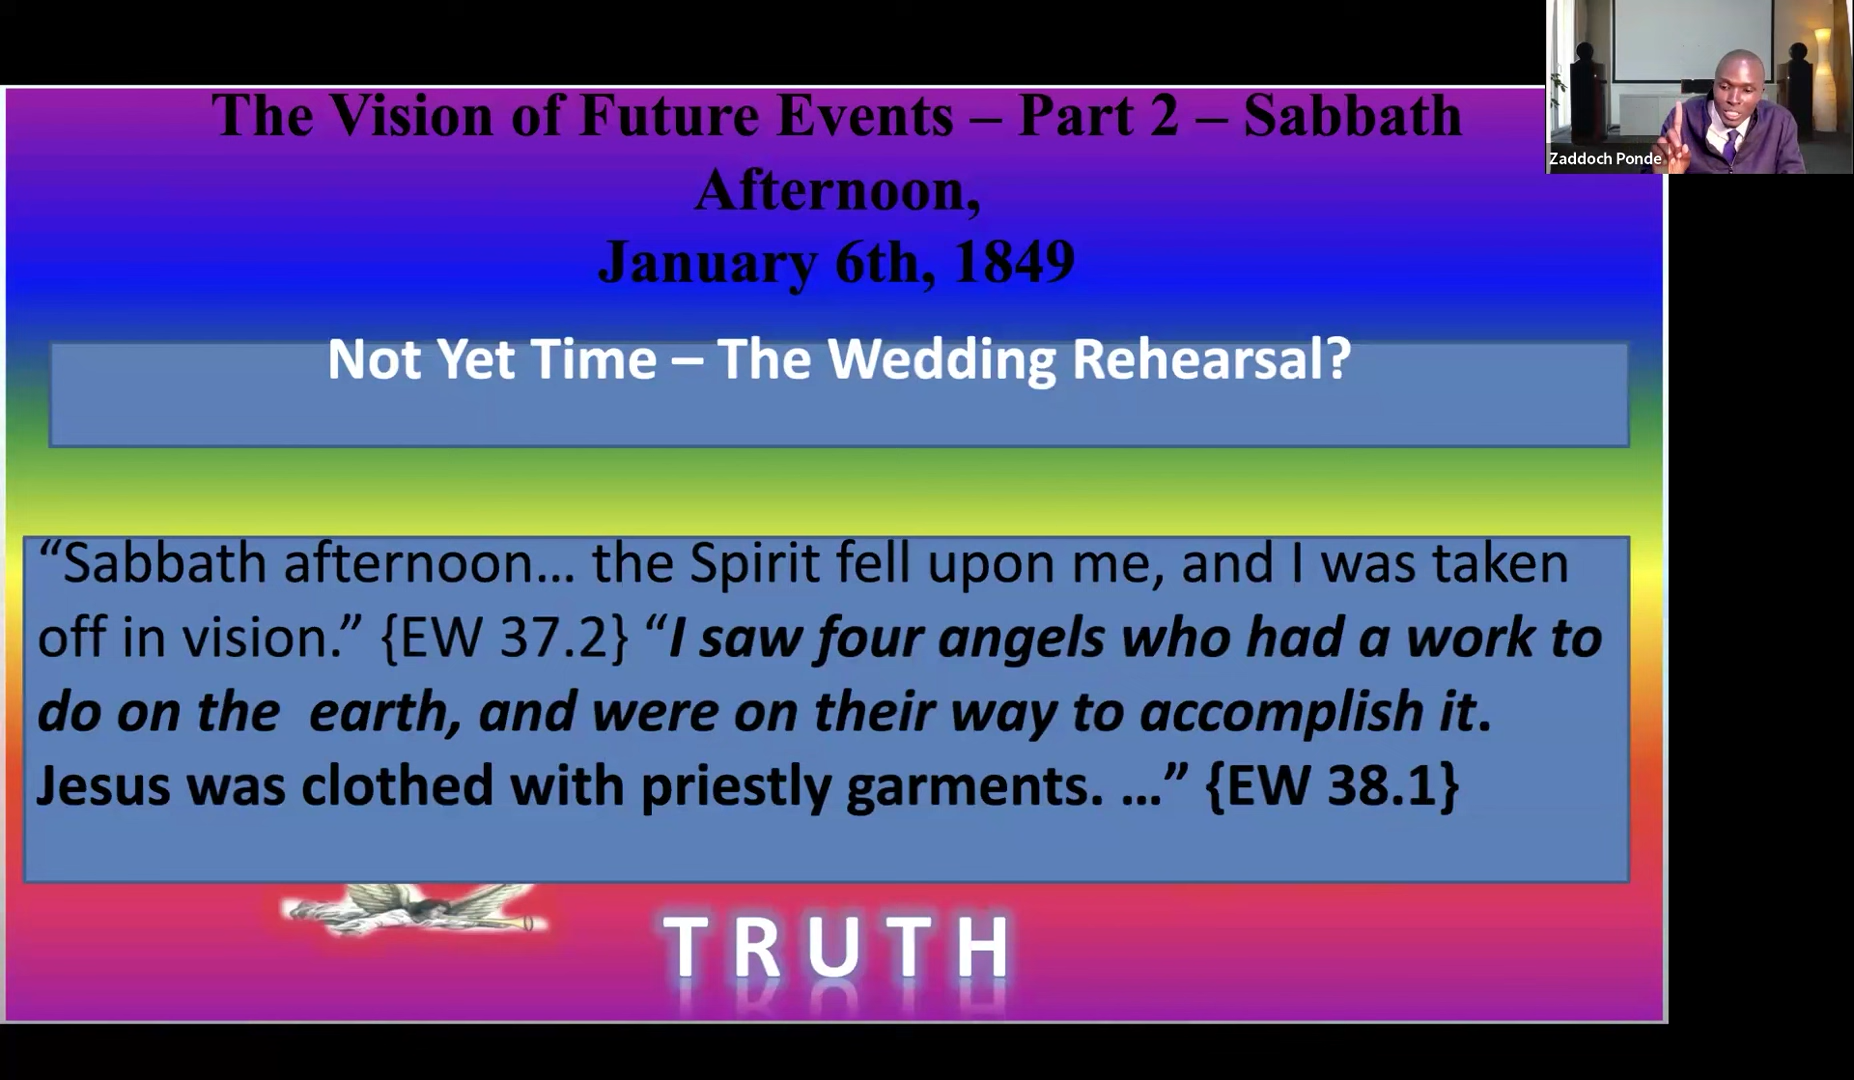 The Vision of Future Events – Part 2 – Sabbath
Afternoon,
January 6th, 1849
Zaddoch Ponde
Not Yet Time – The Wedding Rehearsal?
“Sabbath afternoon... the Spirit fell upon me, and I was taken
off in vision.” {EW 37.2} “I saw four angels who had a work to
do on the  earth, and were on their way to accomplish it.
Jesus was clothed with priestly garments. ...” {EW 38.1}
TRUTH